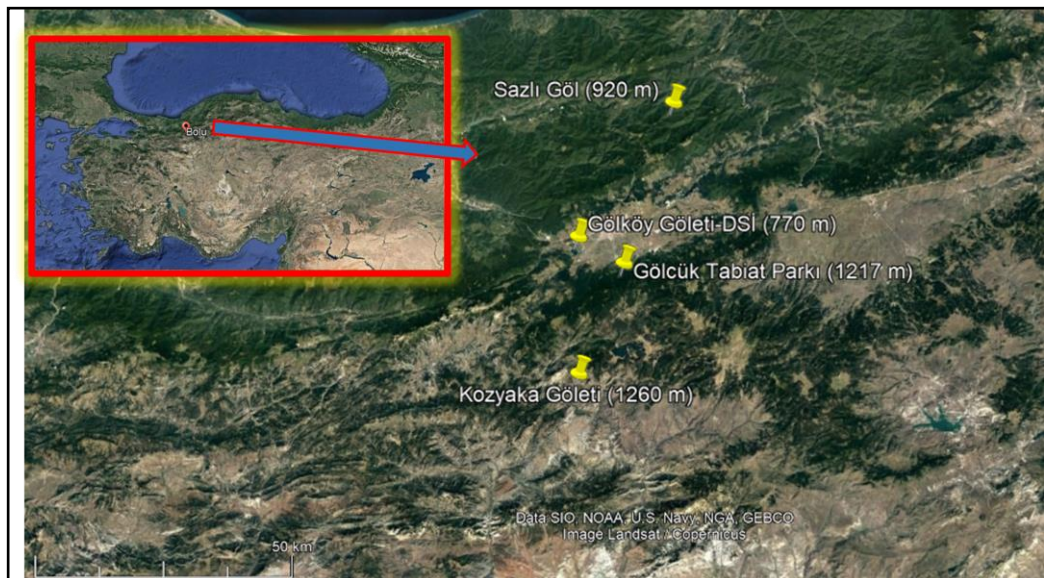 Bolu
Sazlı Göl (920 m)
Gölköy Göleti-DSİ (770 m)
Gölcük Tabiat Parkı (1217 m)
Kozyaka Göleti (1260 m)
Data SIO, NOAA, U.S. Navy, NGA, GEBCO
Image Landsat / Copernicus
50 km